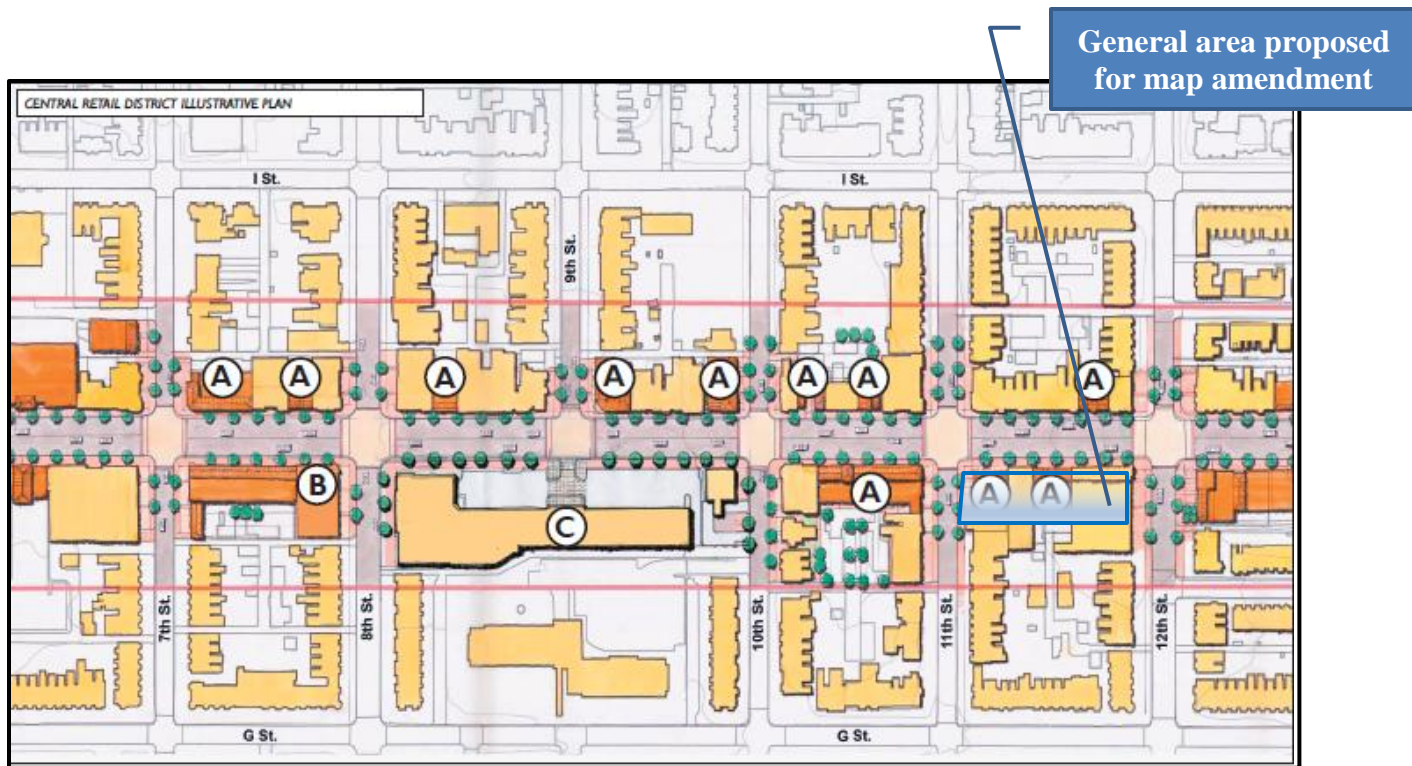 General area proposed
for map amendment
CENTRAL RETAIL DISTRICT ILLUSTRATIVE PLAN
I St.
I St.
9th St.
A
A
A
A
A
A
A
A
B
C
A
A
A
7th St.
8th St.
10th St.
11th St.
12th St.
G St.
G St.